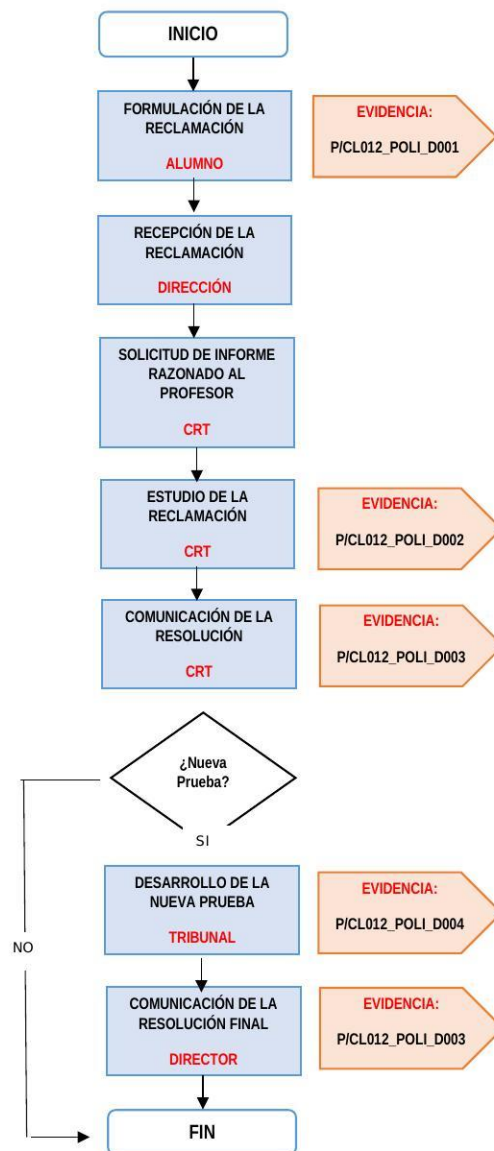 INICIO
FORMULACIÓN DE LA
RECLAMACIÓN
ALUMNO
EVIDENCIA:
P/CL012_POLI_D001
RECEPCIÓN DE LA
RECLAMACIÓN
DIRECCIÓN
SOLICITUD DE INFORME
RAZONADO AL
PROFESOR
CRT
ESTUDIO DE LA
RECLAMACIÓN
CRT
EVIDENCIA:
P/CL012_POLI_D002
COMUNICACIÓN DE LA
RESOLUCIÓN
CRT
EVIDENCIA:
P/CL012_POLI_D003
¿Nueva
Prueba?
SI
DESARROLLO DE LA
NUEVA PRUEBA
TRIBUNAL
EVIDENCIA:
P/CL012_POLI_D004
NO
COMUNICACIÓN DE LA
RESOLUCIÓN FINAL
DIRECTOR
EVIDENCIA:
P/CL012_POLI_D003
FIN